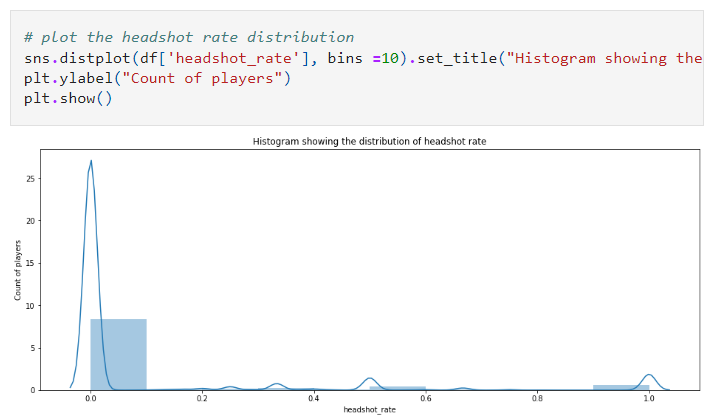 # plot the headshot rate distribution
sns.distplot(df['headshot_rate'], bins =10).set_title("Histogram showing the
plt.ylabel("Count of players")
plt.show()
Histogram showing the distribution of headshot rate
25
20
15
10
5
0
Count of players
0.0 0.2 0.4 0.6 0.8 1.0
headshot_rate